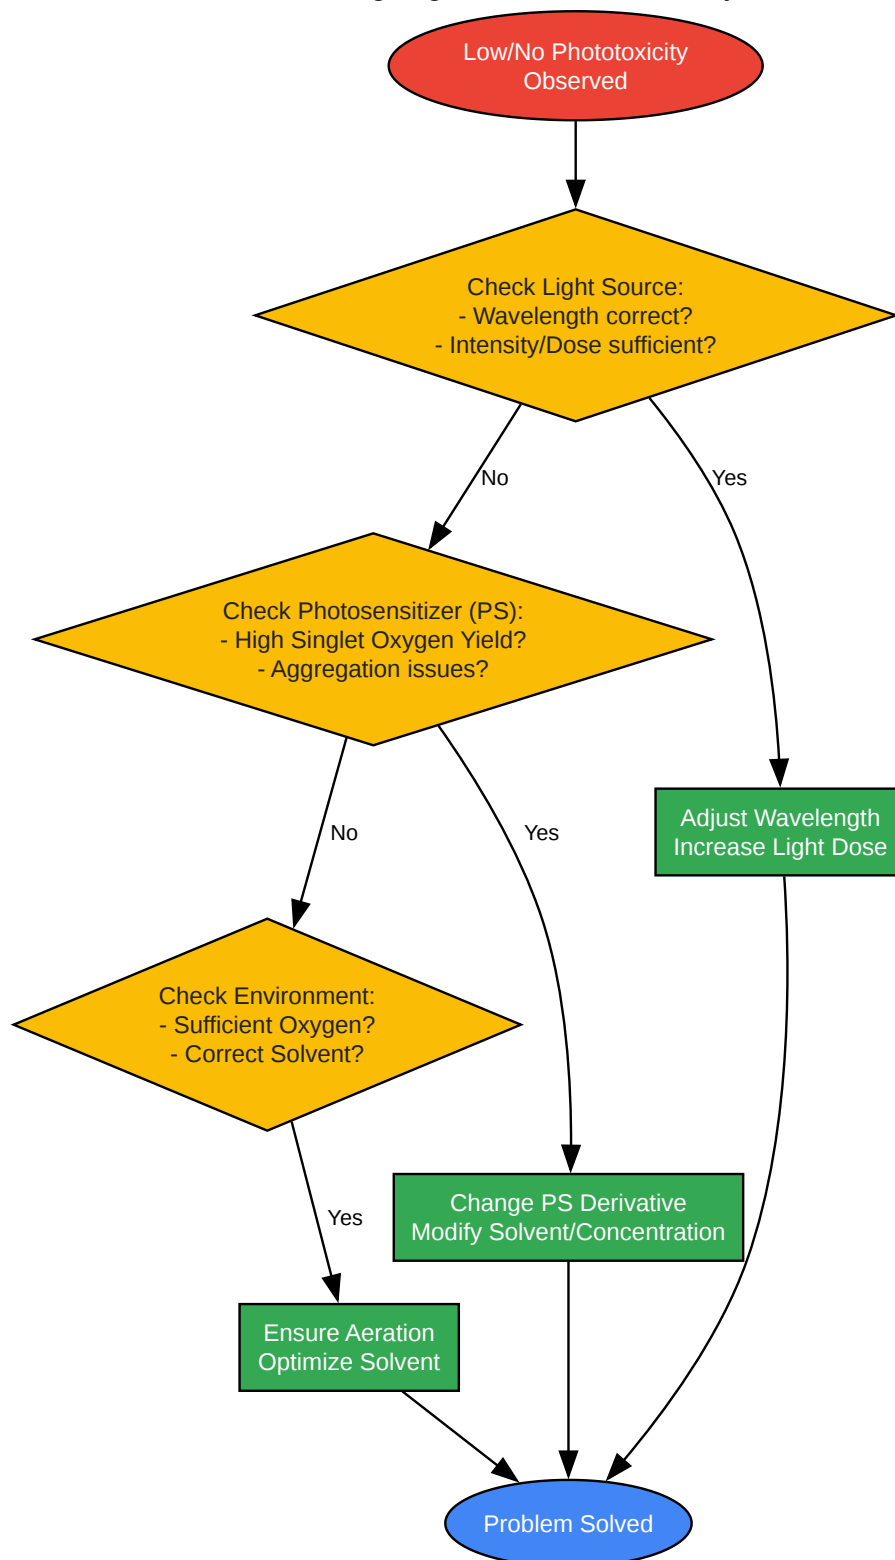 Low/No Phototoxicity
Observed
Check Light Source:
- Wavelength correct?
- Intensity/Dose sufficient?
No
Yes
Check Photosensitizer (PS):
- High Singlet Oxygen Yield?
- Aggregation issues?
No
Yes
Adjust Wavelength
Increase Light Dose
Check Environment:
- Sufficient Oxygen?
- Correct Solvent?
Yes
Change PS Derivative
Modify Solvent/Concentration
Ensure Aeration
Optimize Solvent
Problem Solved